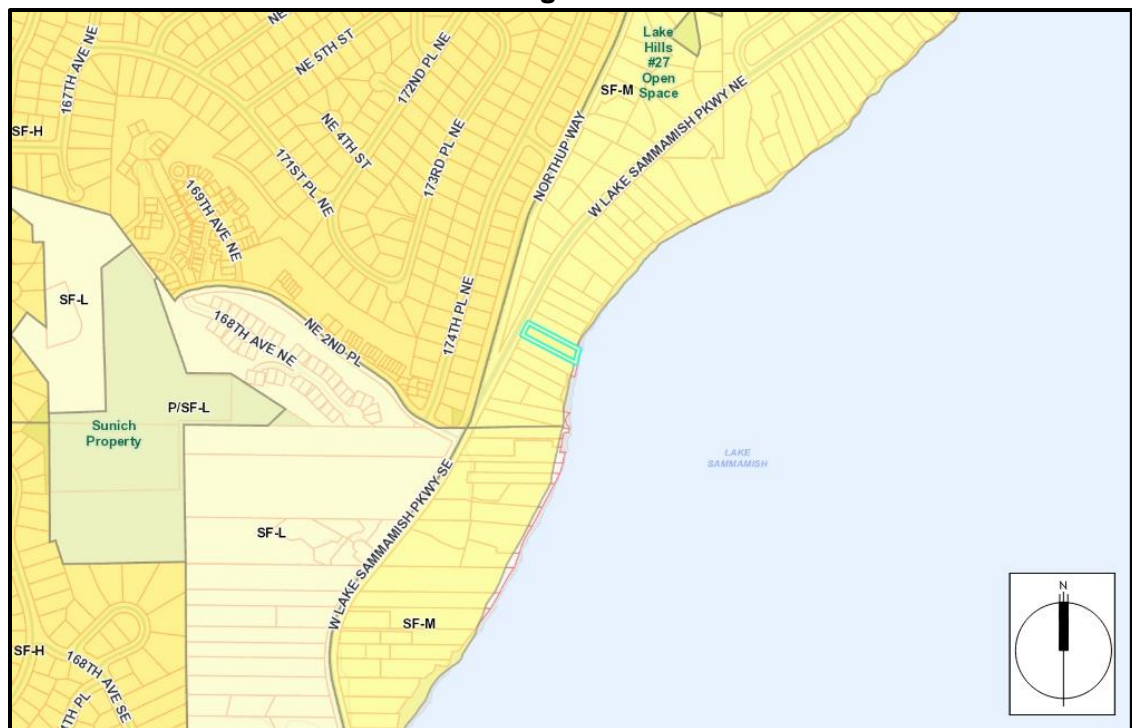 NE 5TH ST
172ND PL NE
167TH AVE NE
Lake
Hills
#27
Open
Space
SF-M
W LAKE SAMMAMISH PKWY NE
SF-H
NE 4TH ST
NORTHUP WAY
171ST PL NE
173RD PL NE
169TH AVE NE
SF-L
174TH PL NE
168TH AVE NE
NE 2ND PL
P/SF-L
Sunich
Property
LAKE
SAMMAMISH
W LAKE SAMMAMISH PKWY SE
SF-L
SF-M
N
SF-H
168TH AVE SE